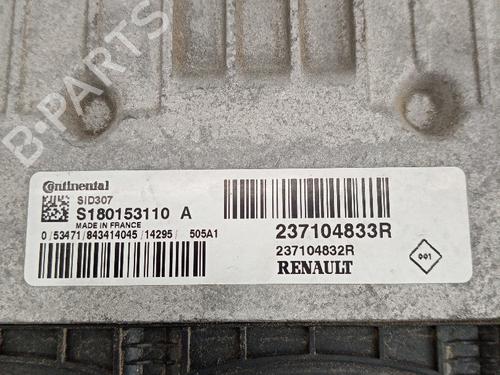 B-PARTS
Continental
SID307
S180153110 A
MADE IN FRANCE
0/53471/843414045/14295/ 505A1
237104833R
237104832R
RENAULT
001